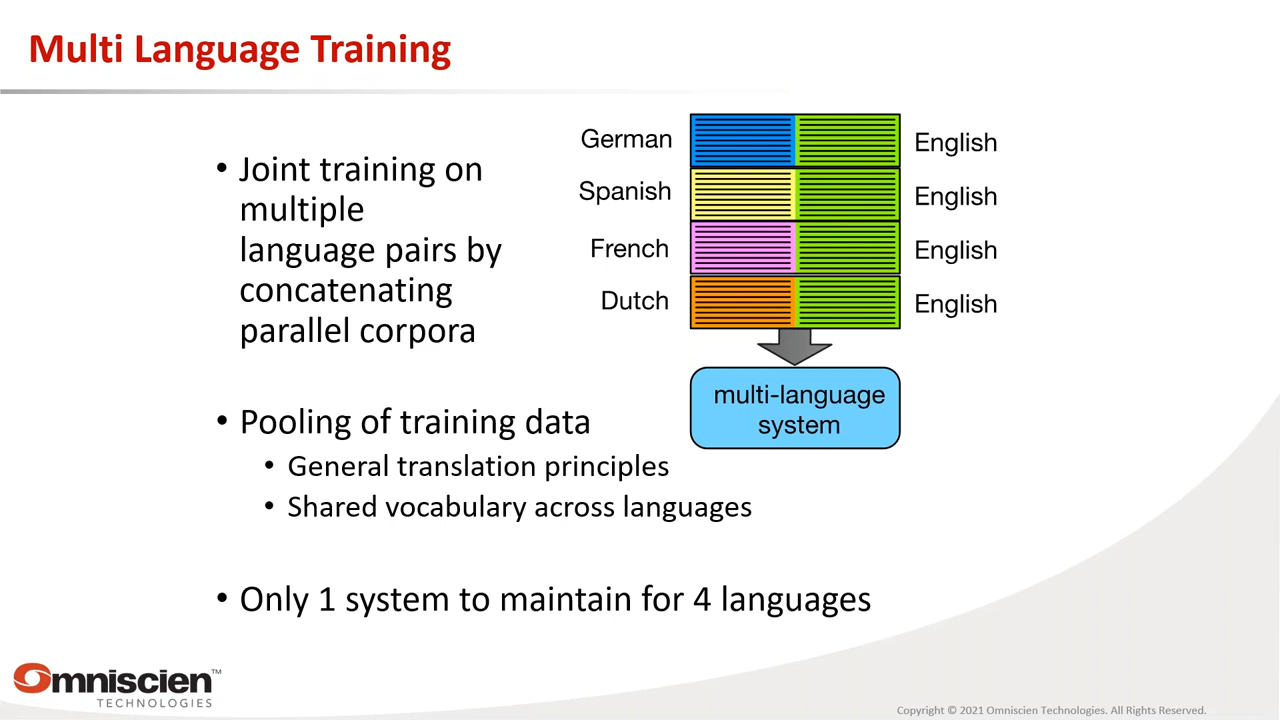 Multi Language Training
• Joint training on
multiple
language pairs by
concatenating
parallel corpora
German English
Spanish English
French English
Dutch English
multi-language
system
• Pooling of training data
• General translation principles
• Shared vocabulary across languages
• Only 1 system to maintain for 4 languages
Omniscien™
TECHNOLOGIES
Copyright © 2021 Omniscien Technologies. All Rights Reserved.